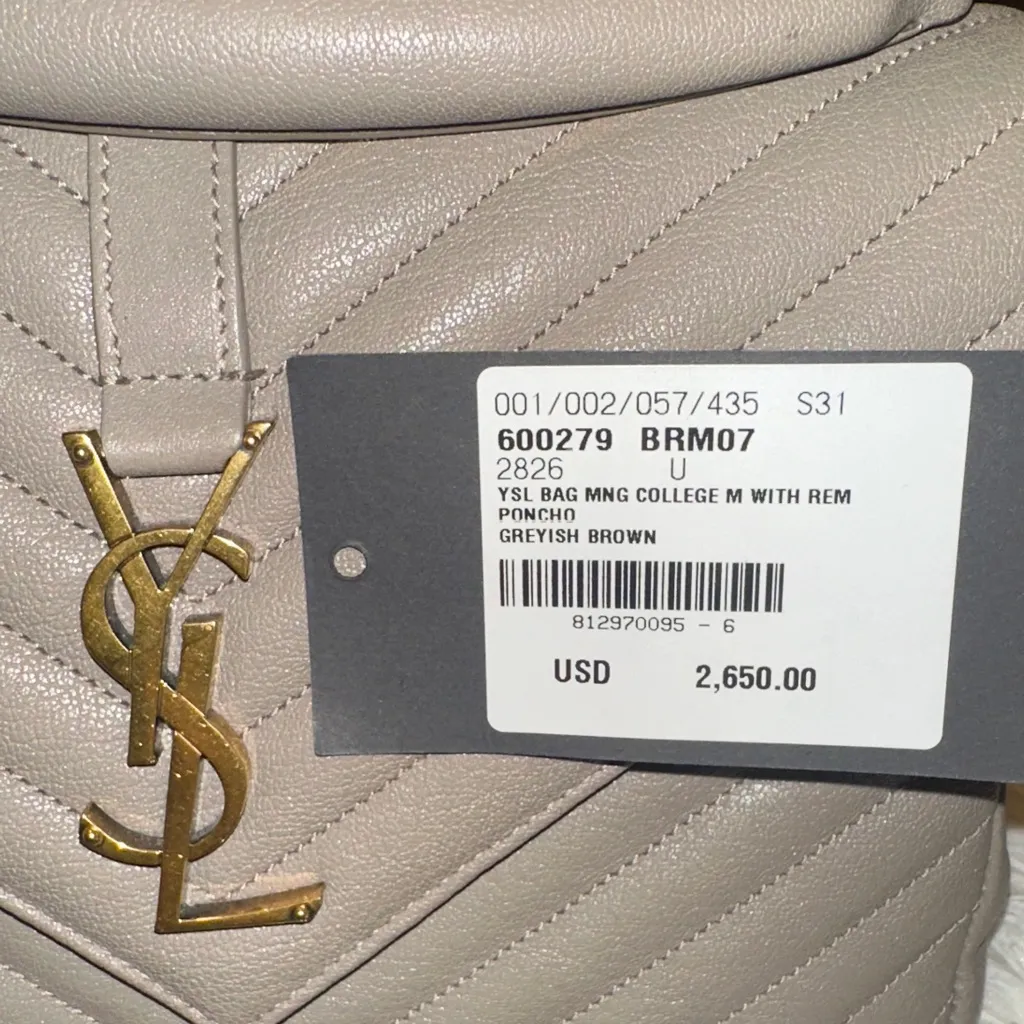 YSL
001/002/057/435 S31
600279 BRM07
2826 U
YSL BAG MNG COLLEGE M WITH REM
PONCHO
GREYISH BROWN
812970095 - 6
USD 2,650.00